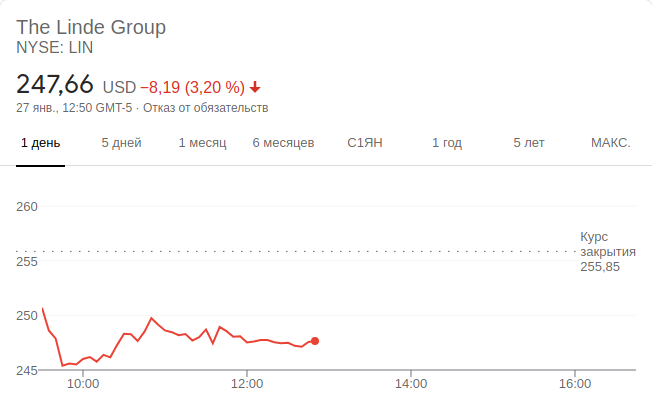 The Linde Group
NYSE: LIN
247,66 USD −8,19 (3,20 %)
27 янв., 12:50 GMT-5 · Отказ от обязательств
1 день 5 дней 1 месяц 6 месяцев С1ЯН 1 год 5 лет МАКС.
260
Курс
закрытия
255,85
255
250
245
10:00 12:00 14:00 16:00